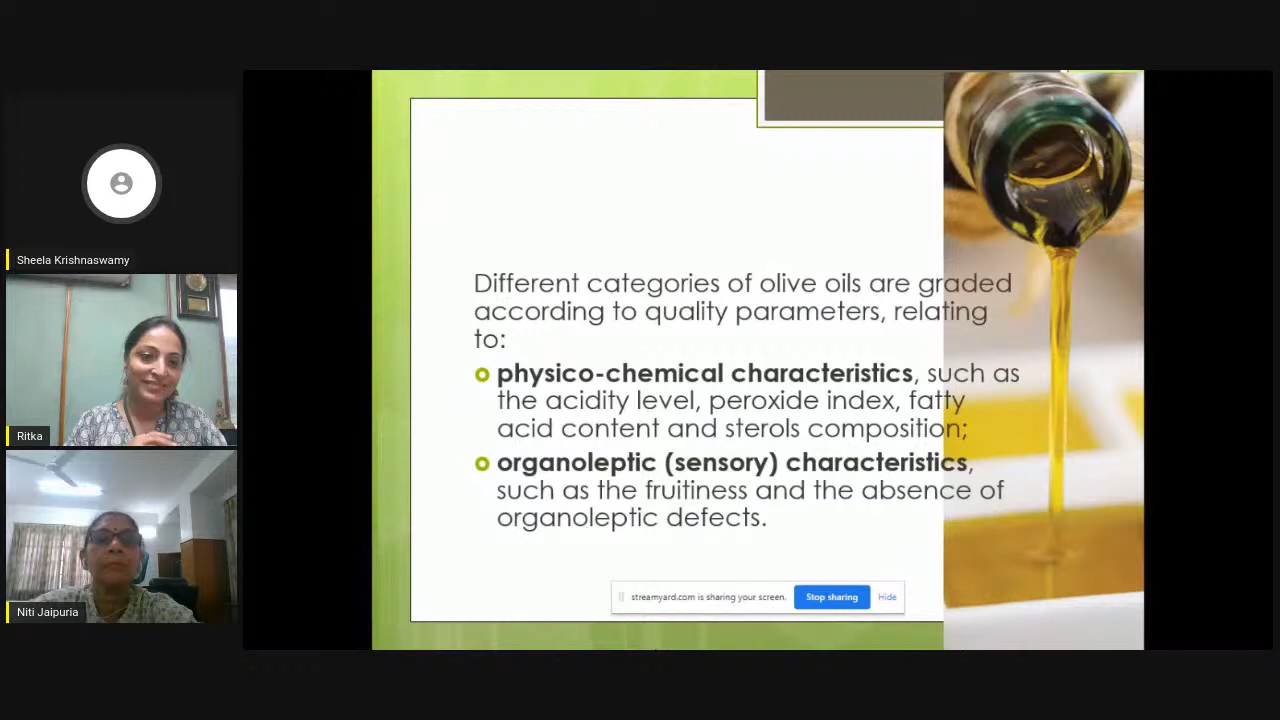 Sheela Krishnaswamy
Ritka
Niti Jaipuria
Different categories of olive oils are graded
according to quality parameters, relating
to:
physico-chemical characteristics, such as
the acidity level, peroxide index, fatty
acid content and sterols composition;
organoleptic (sensory) characteristics,
such as the fruitiness and the absence of
organoleptic defects.
streamyard.com is sharing your screen.
Stop sharing
Hide